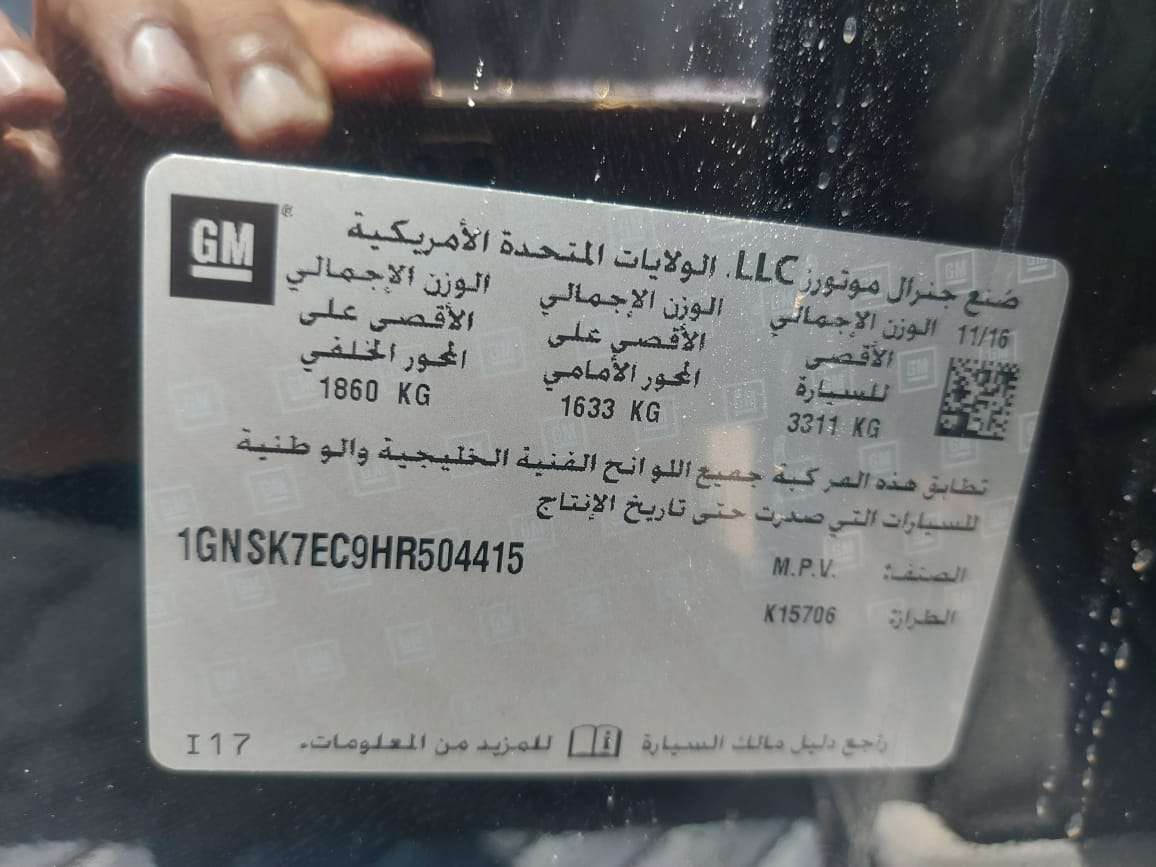 GM
صُنع جنرال موتورز LLC. الولايات المتحدة الأمريكية
11/16
الوزن الإجمالي
الأقصى
للسيارة
3311 KG
الوزن الإجمالي
الأقصى على
المحور الأمامي
1633 KG
الوزن الإجمالي
الأقصى على
المحور الخلفي
1860 KG
تطابق هذه المركبة جميع اللوائح الفنية الخليجية والوطنية
للسيارات التي صدرت حتى تاريخ الإنتاج
1GNSK7EC9HR504415
الصنف: M.P.V.
الطراز: K15706
راجع دليل مالك السيارة للمزيد من المعلومات.
I17